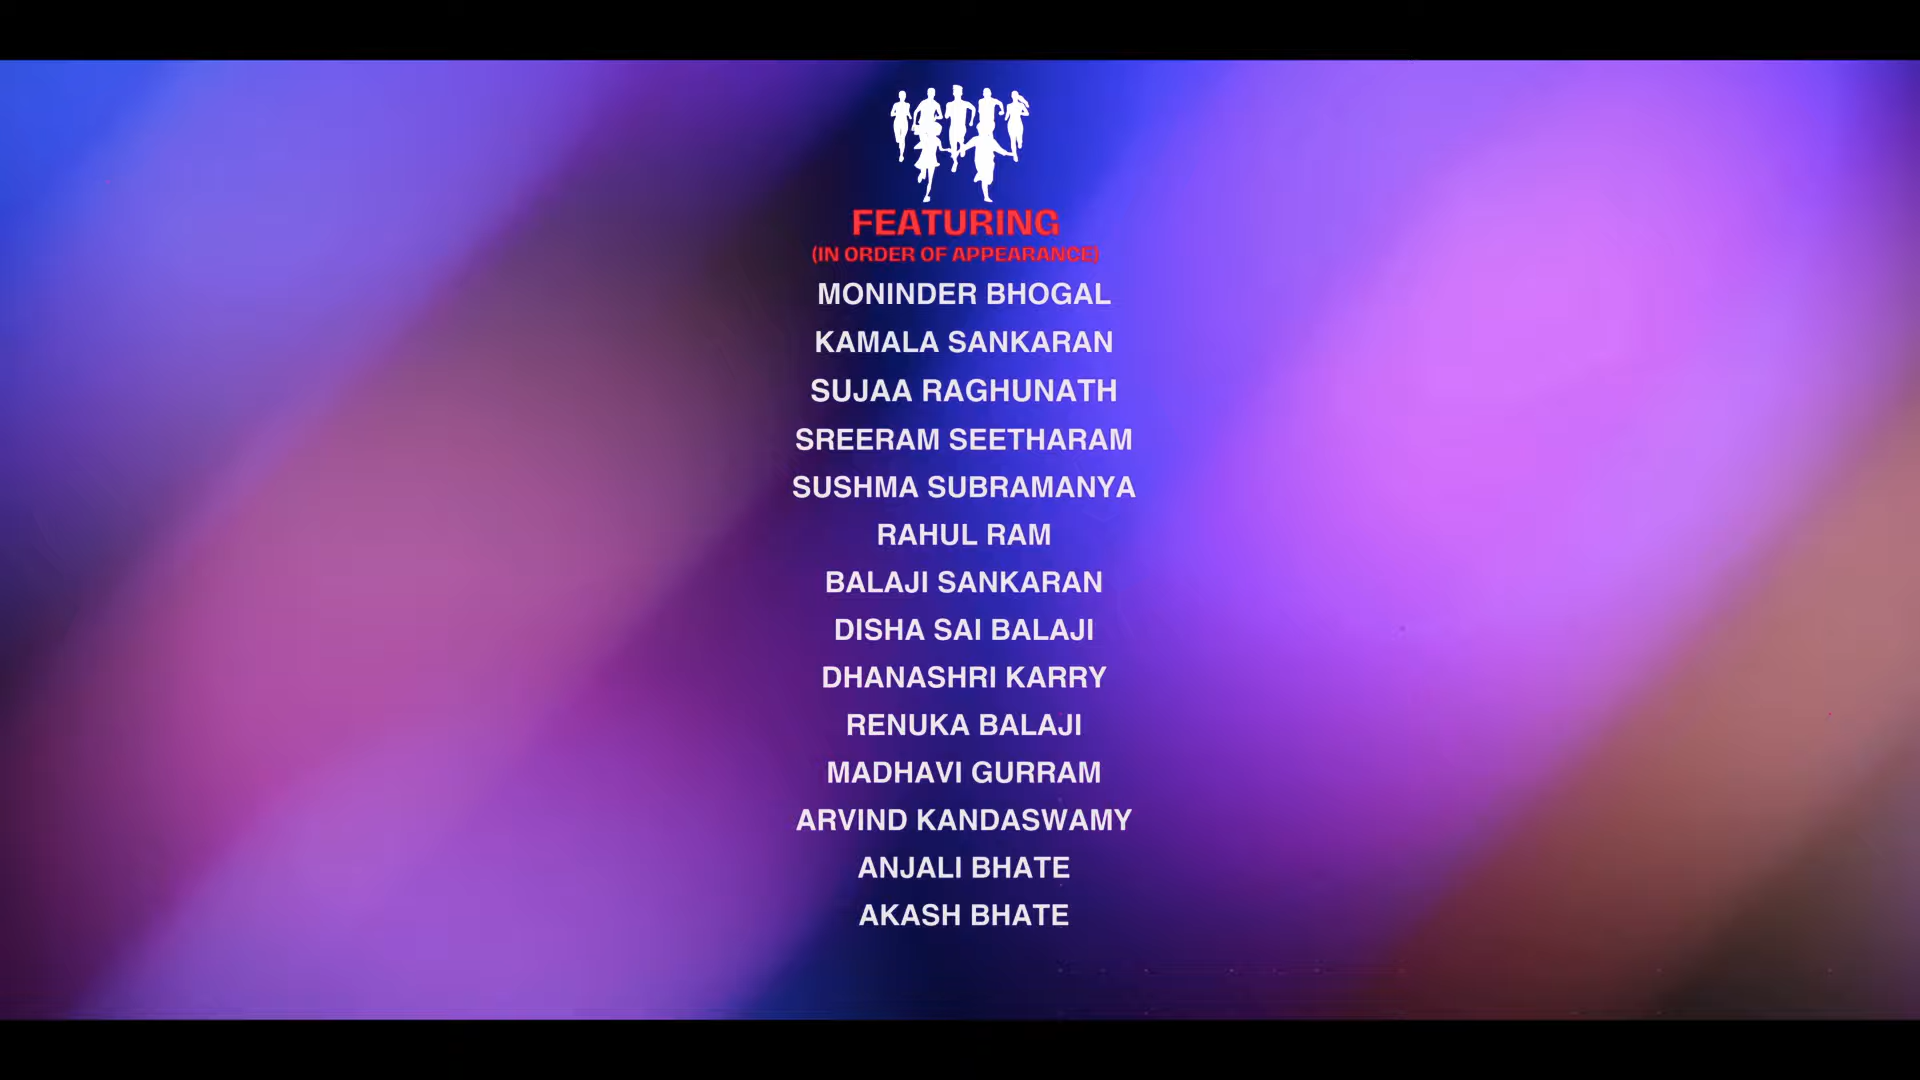 FEATURING
(IN ORDER OF APPEARANCE)
MONINDER BHOGAL
KAMALA SANKARAN
SUJAA RAGHUNATH
SREERAM SEETHARAM
SUSHMA SUBRAMANYA
RAHUL RAM
BALAJI SANKARAN
DISHA SAI BALAJI
DHANASHRI KARRY
RENUKA BALAJI
MADHAVI GURRAM
ARVIND KANDASWAMY
ANJALI BHATE
AKASH BHATE